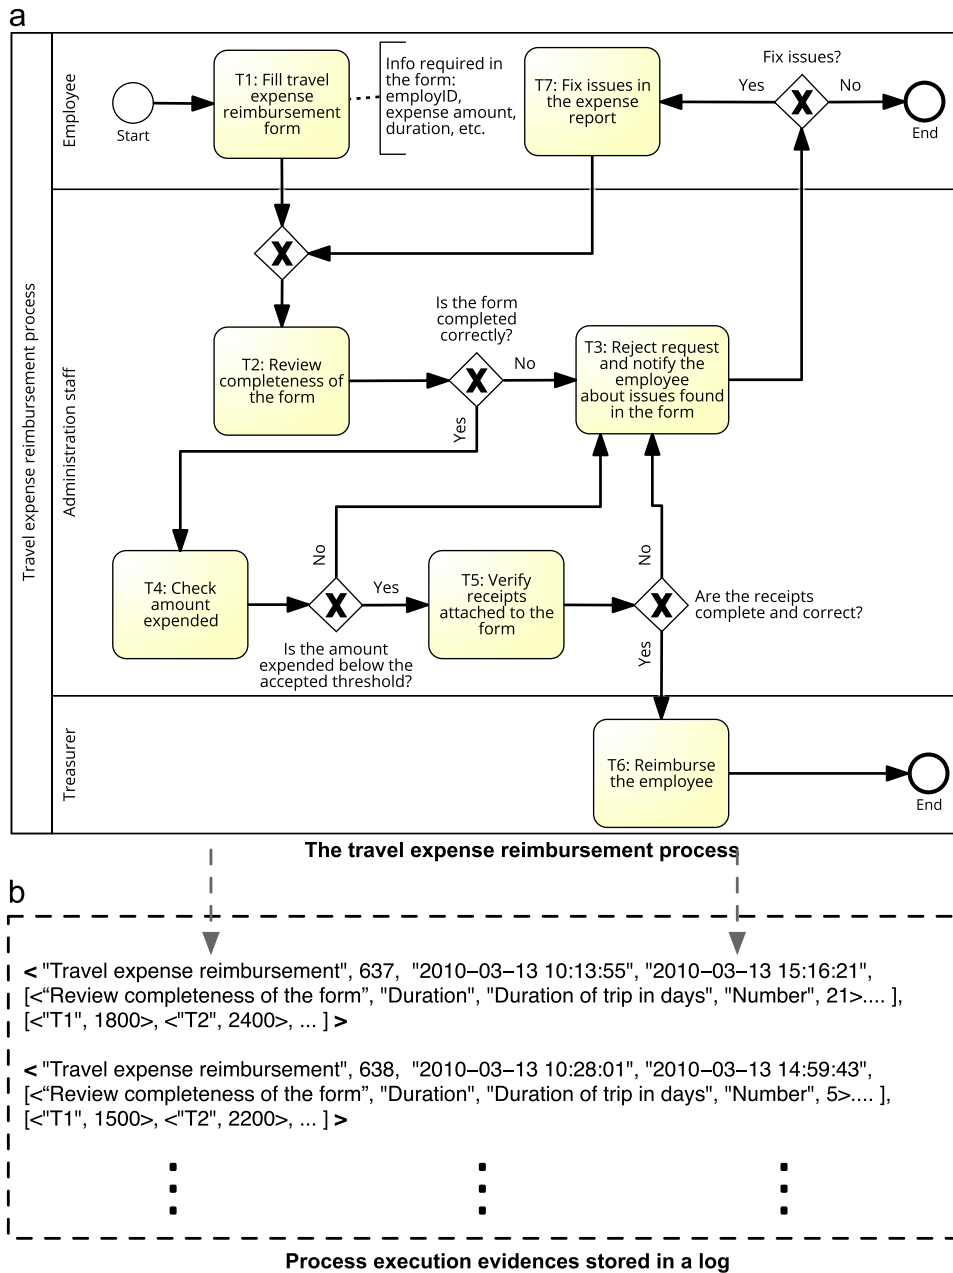 a
Travel expense reimbursement process
Employee
Start
T1: Fill travel
expense
reimbursement
form
Info required in
the form:
employID,
expense amount,
duration, etc.
T7: Fix issues in
the expense
report
Fix issues?
Yes
No
X
End
Administration staff
X
T2: Review
completeness of
the form
Is the form
completed
correctly?
X
No
Yes
T3: Reject request
and notify the
employee
about issues found
in the form
T4: Check
amount
expended
No
X
Yes
Is the amount
expended below the
accepted threshold?
T5: Verify
receipts
attached to the
form
No
X
Are the receipts
complete and correct?
Yes
Treasurer
T6: Reimburse
the employee
End
The travel expense reimbursement process
b
< "Travel expense reimbursement", 637, "2010–03–13 10:13:55", "2010–03–13 15:16:21",
[<“Review completeness of the form”, "Duration", "Duration of trip in days", "Number", 21>.... ],
[<"T1", 1800>, <"T2", 2400>, ... ] >
< "Travel expense reimbursement", 638, "2010–03–13 10:28:01", "2010–03–13 14:59:43",
[<“Review completeness of the form”, "Duration", "Duration of trip in days", "Number", 5>.... ],
[<"T1", 1500>, <"T2", 2200>, ... ] >
Process execution evidences stored in a log